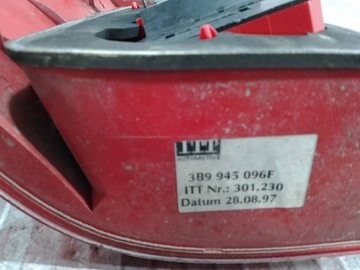 ITT
AUTOMOTIVE
3B9 945 096F
ITT Nr.: 301.230
Datum 28.08.97